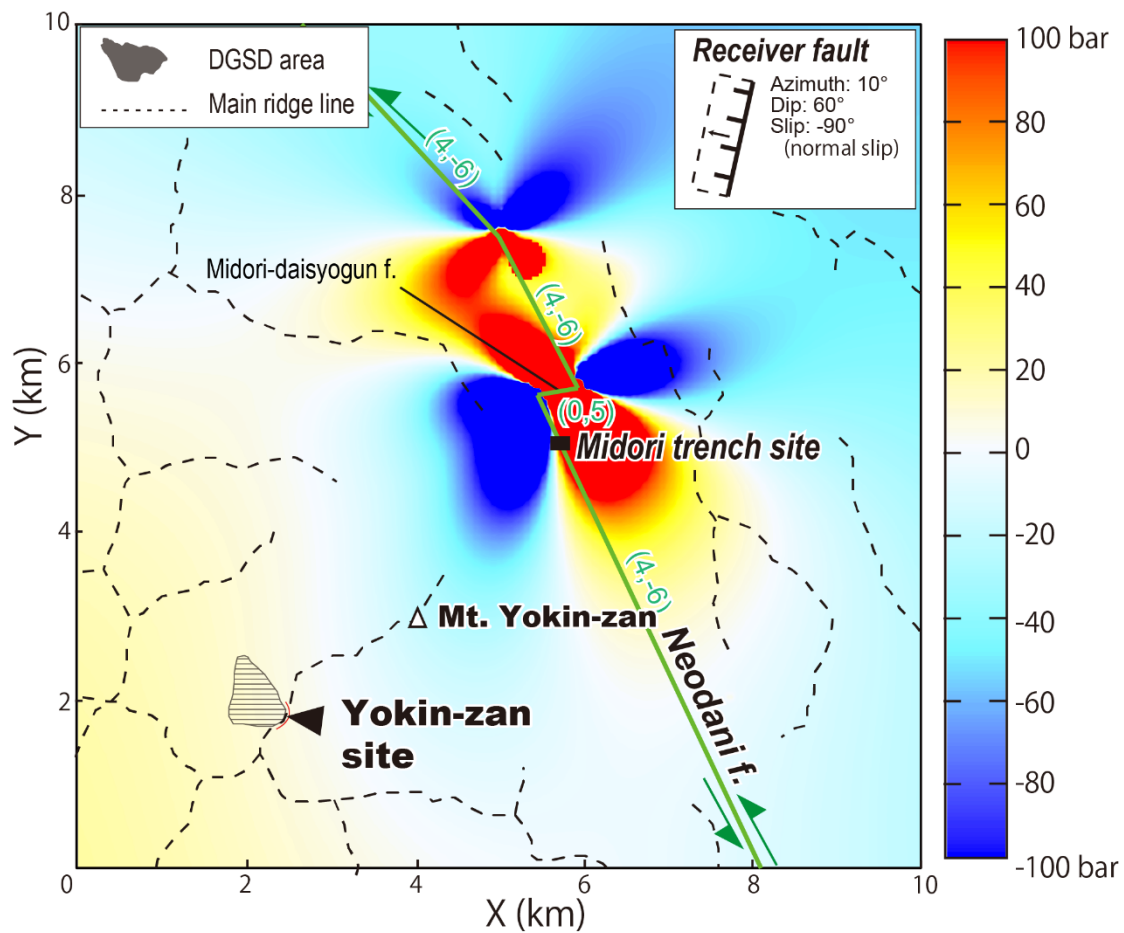 DGSD area
Main ridge line
Receiver fault
Azimuth: 10°
Dip: 60°
Slip: -90°
(normal slip)
(4,-6)
Midori-daisyogun f.
(4,-6)
(0,5)
Midori trench site
(4,-6)
Mt. Yokin-zan
Neodani f.
Yokin-zan
site
10
8
6
4
2
0
Y (km)
0
2
4
6
8
10
X (km)
100 bar
80
60
40
20
0
-20
-40
-60
-80
-100 bar